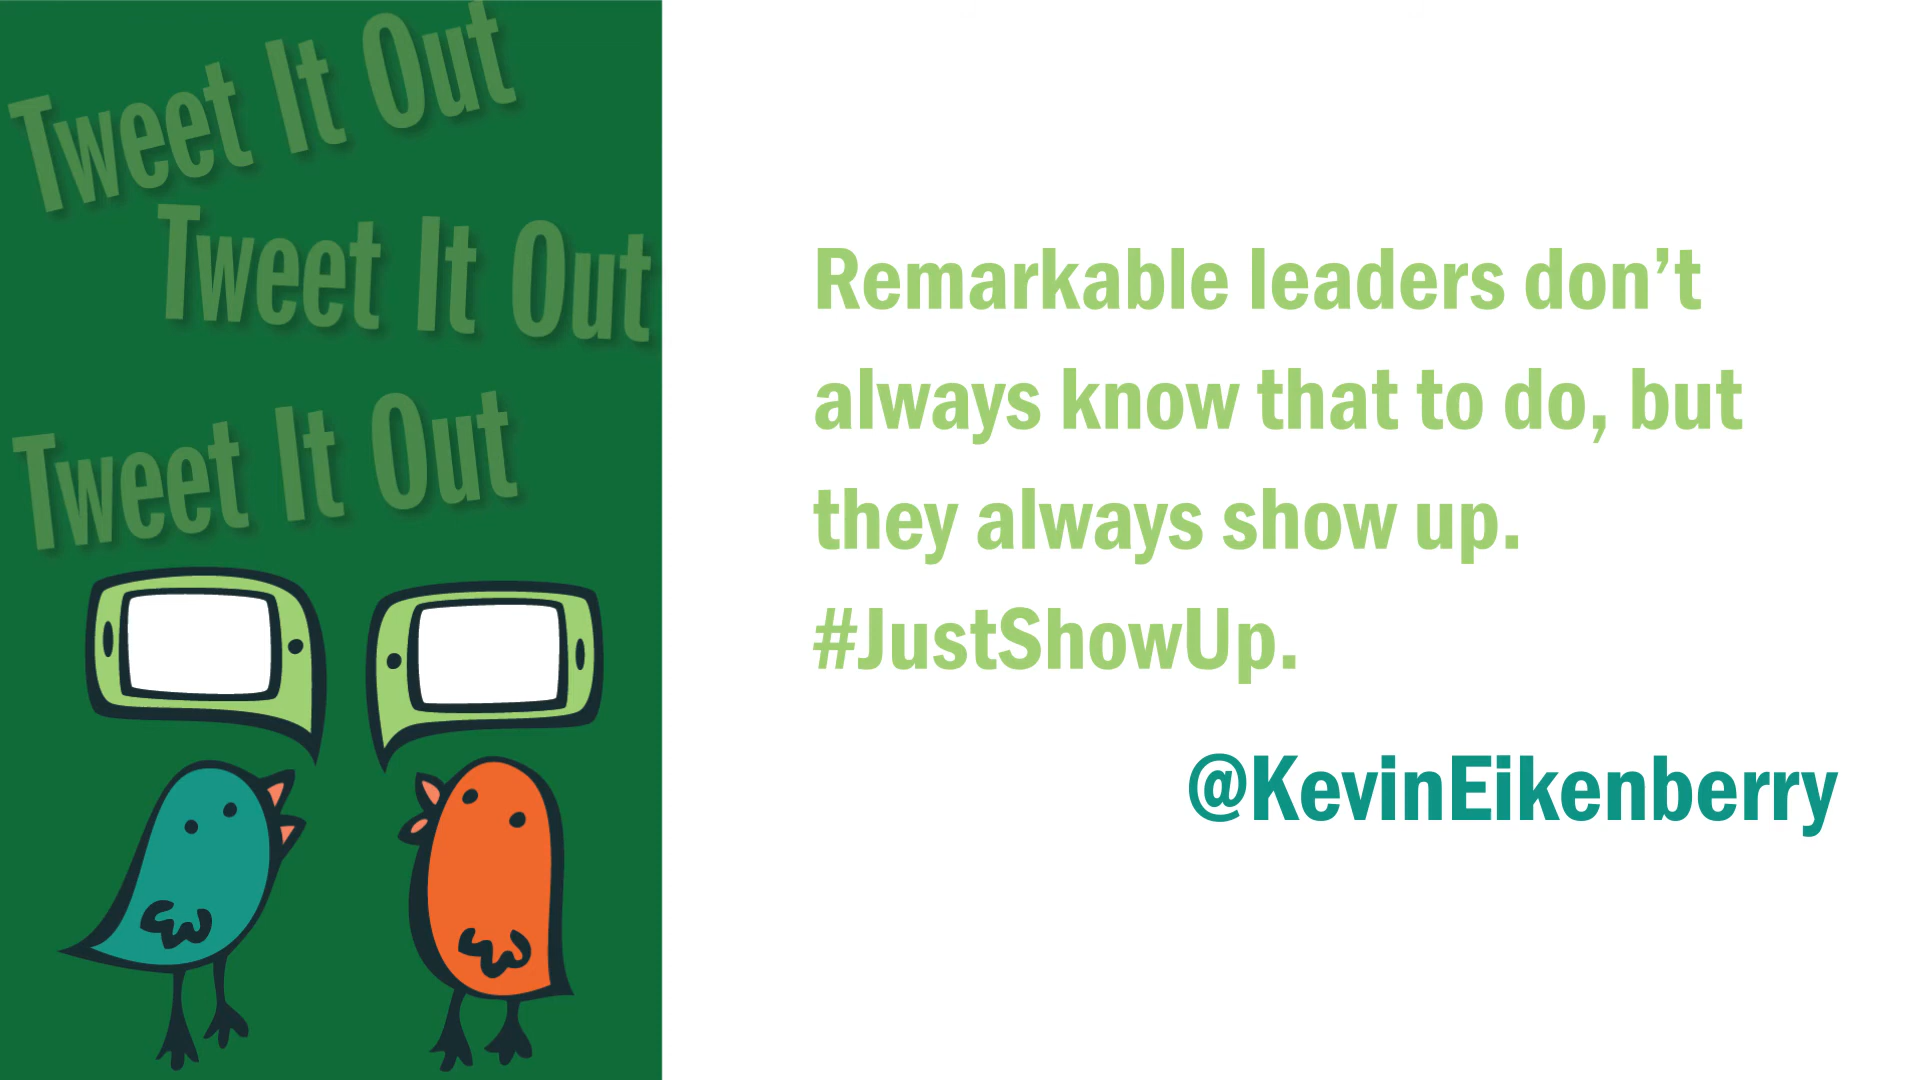 Tweet It Out
Tweet It Out
Tweet It Out
Remarkable leaders don’t
always know that to do, but
they always show up.
#JustShowUp.
@KevinEikenberry